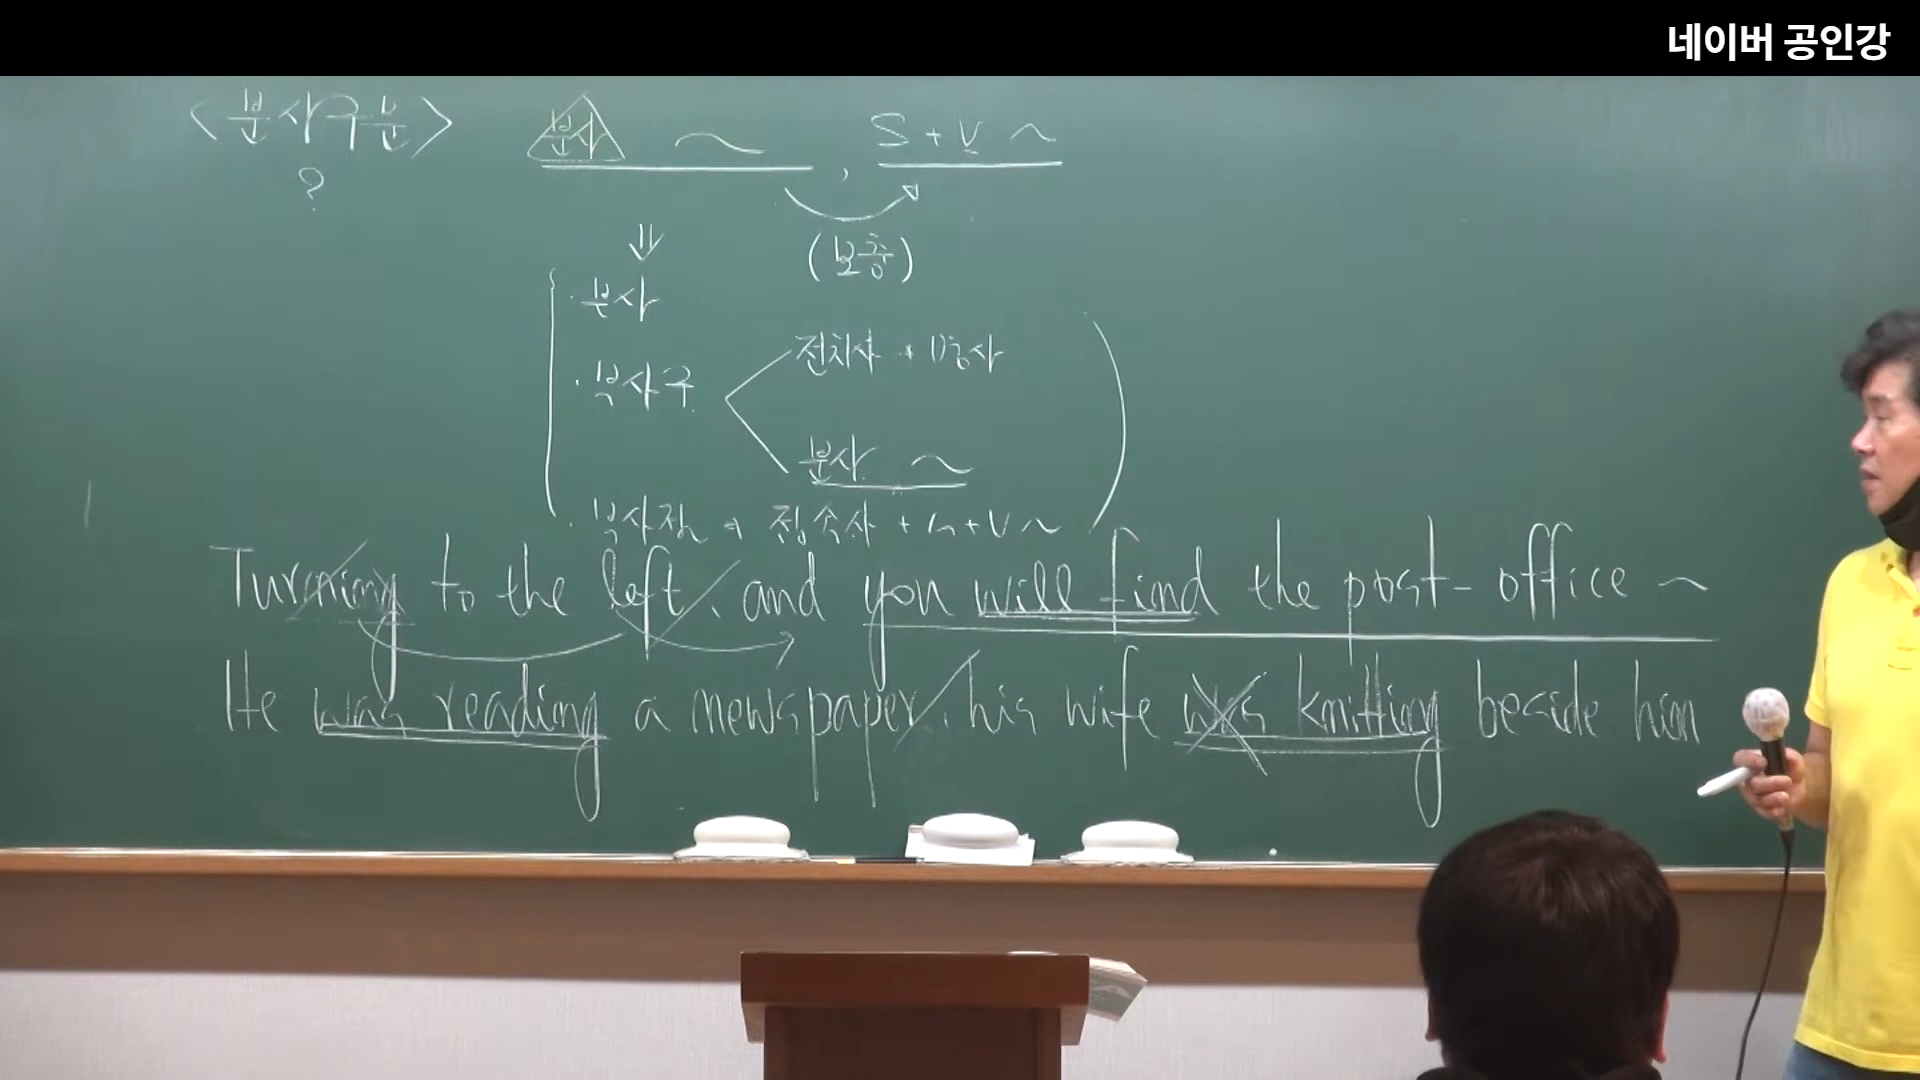 네이버 공인강
<분사구문>
?
분사 ~ , S + V ~
(보충)
· 분사
· 부사구
전치사 + 명사
분사 ~
· 부사절 → 접속사 + S + V ~
Turning to the left, and you will find the post-office ~
He was reading a newspaper, his wife was knitting beside him